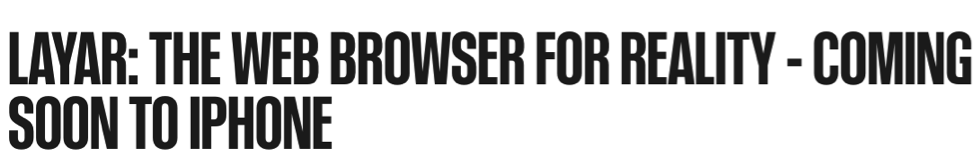 LAYAR: THE WEB BROWSER FOR REALITY - COMING
SOON TO IPHONE